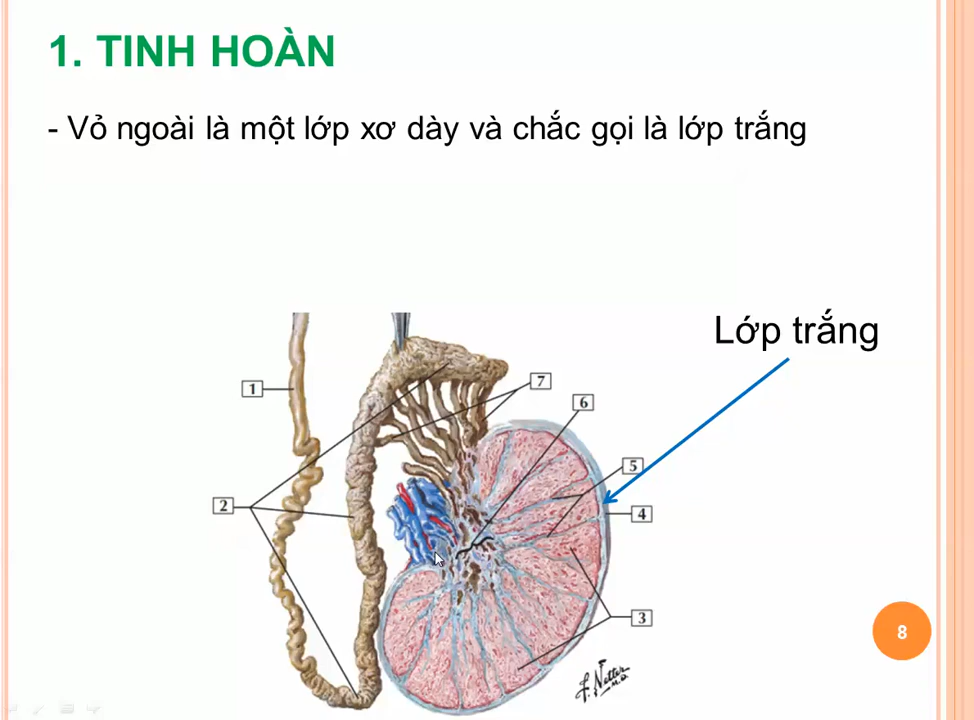 1. TINH HOÀN
- Vỏ ngoài là một lớp xơ dày và chắc gọi là lớp trắng
Lớp trắng
1
7
6
5
2
4
3
8
F. Netter
M.D.